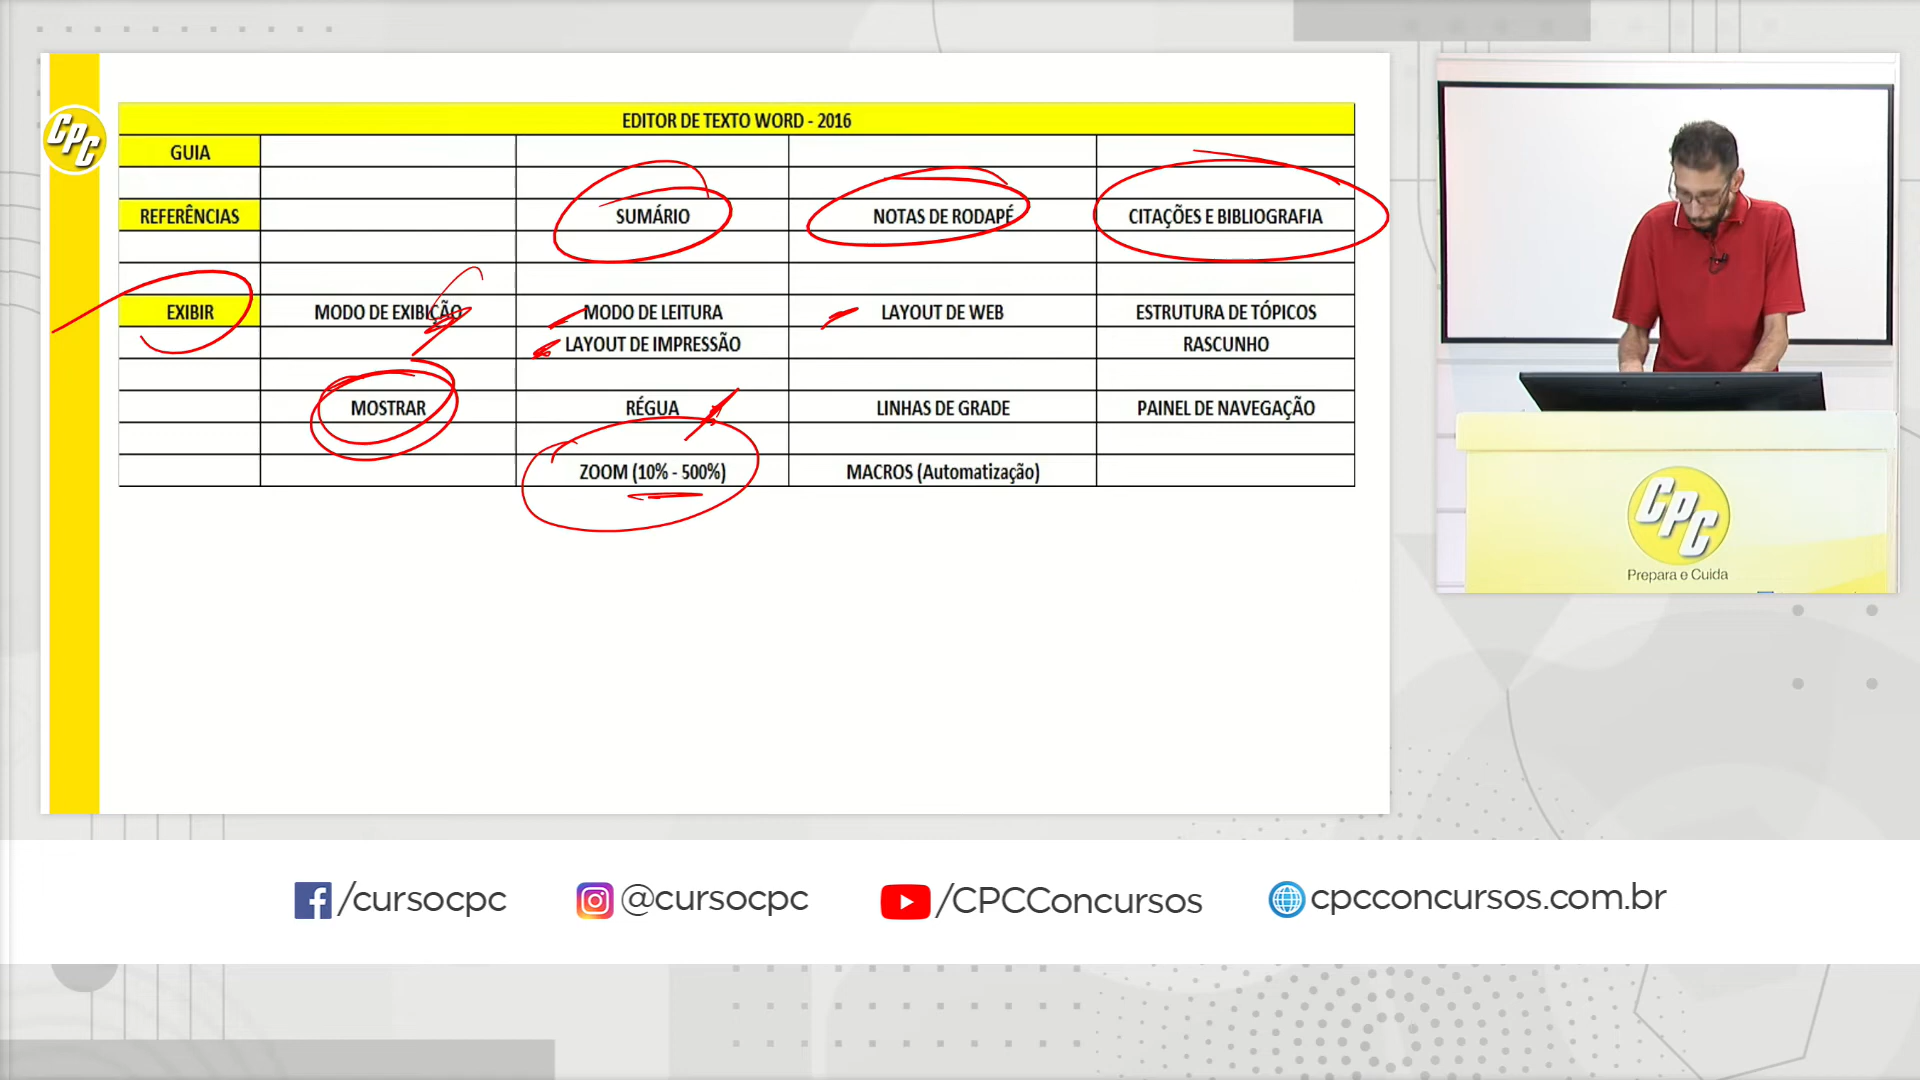 EDITOR DE TEXTO WORD - 2016
GUIA
REFERÊNCIAS SUMÁRIO NOTAS DE RODAPÉ CITAÇÕES E BIBLIOGRAFIA
EXIBIR MODO DE EXIBIÇÃO MODO DE LEITURA LAYOUT DE WEB ESTRUTURA DE TÓPICOS
LAYOUT DE IMPRESSÃO RASCUNHO
MOSTRAR RÉGUA LINHAS DE GRADE PAINEL DE NAVEGAÇÃO
ZOOM (10% - 500%) MACROS (Automatização)
CPC
CPC
Prepara e Cuida
/cursocpc @cursocpc /CPCConcursos cpcconcursos.com.br